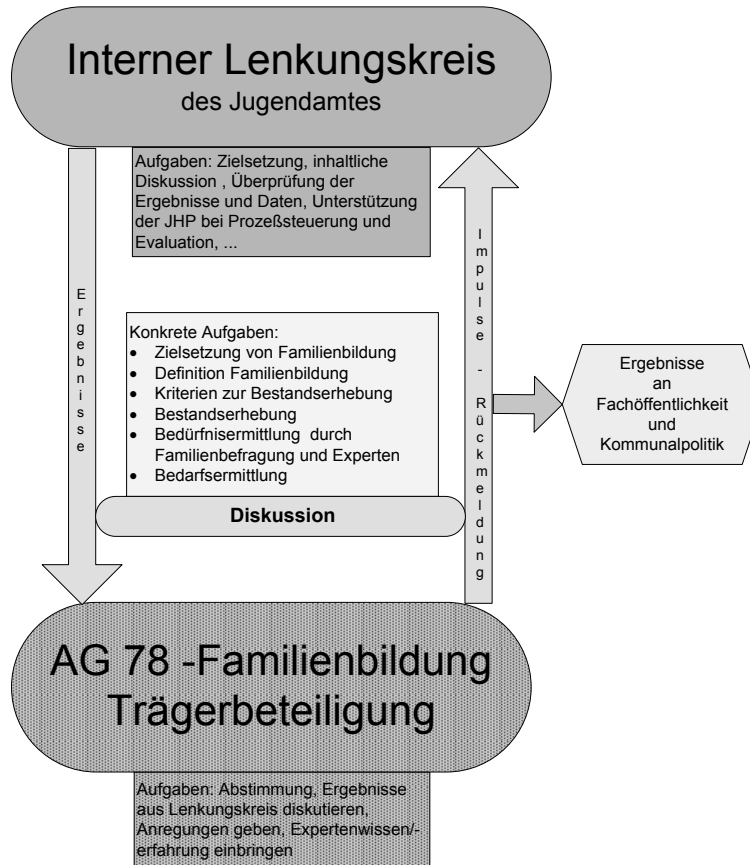 Interner Lenkungskreis
des Jugendamtes
Aufgaben: Zielsetzung, inhaltliche
Diskussion , Überprüfung der
Ergebnisse und Daten, Unterstützung
der JHP bei Prozeßsteuerung und
Evaluation, ...
Ergebnisse
Konkrete Aufgaben:
• Zielsetzung von Familienbildung
• Definition Familienbildung
• Kriterien zur Bestandserhebung
• Bestandserhebung
• Bedürfnisermittlung durch
Familienbefragung und Experten
• Bedarfsermittlung
Diskussion
Impulse - Rückmeldung
Ergebnisse
an
Fachöffentlichkeit
und
Kommunalpolitik
AG 78 -Familienbildung
Trägerbeteiligung
Aufgaben: Abstimmung, Ergebnisse
aus Lenkungskreis diskutieren,
Anregungen geben, Expertenwissen/-
erfahrung einbringen